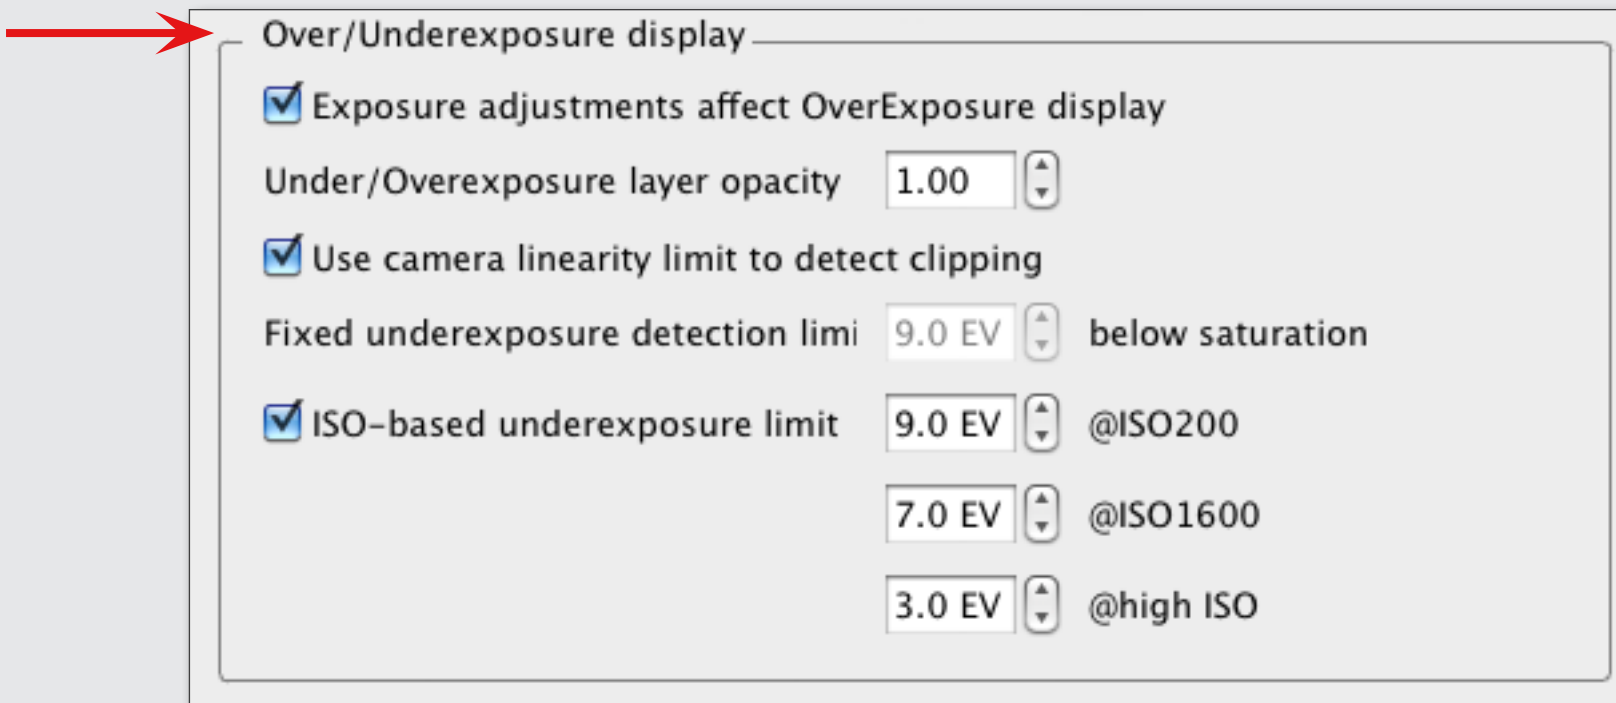 Over/Underexposure display
Exposure adjustments affect OverExposure display
Under/Overexposure layer opacity 1.00
Use camera linearity limit to detect clipping
Fixed underexposure detection limi 9.0 EV below saturation
ISO-based underexposure limit 9.0 EV @ISO200
7.0 EV @ISO1600
3.0 EV @high ISO